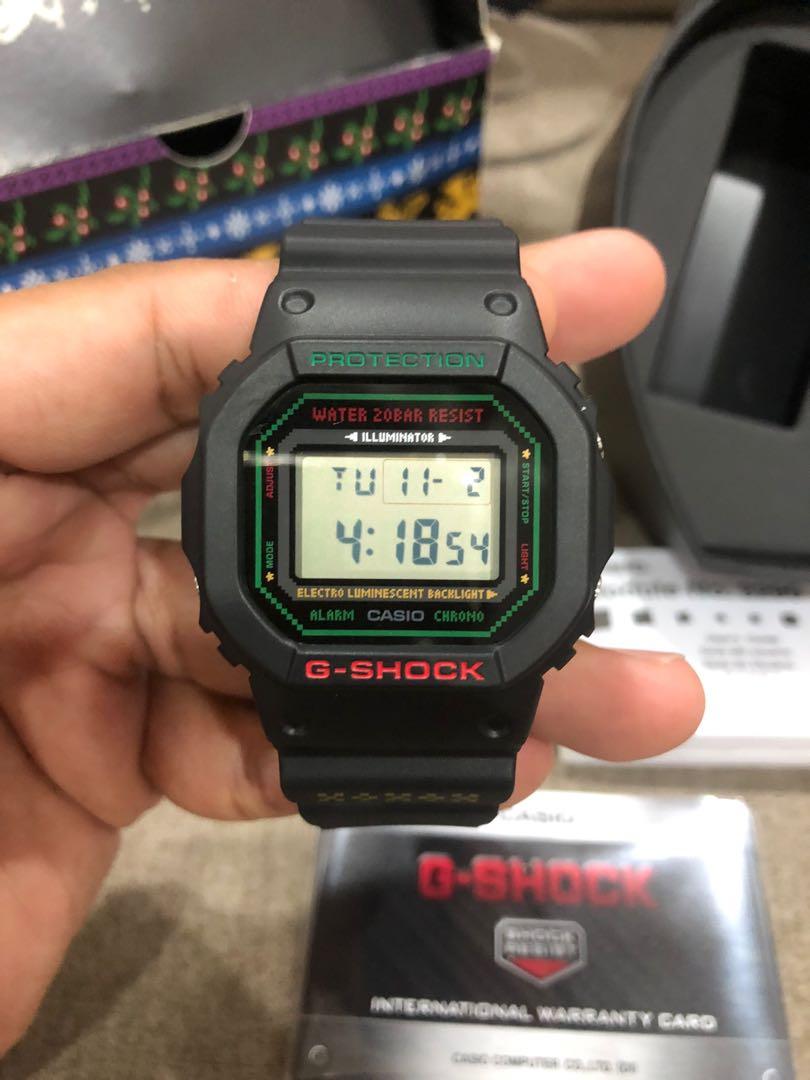 PROTECTION
WATER 20BAR RESIST
ILLUMINATOR
ADJUST
START/STOP
TU 11- 2
4:18 54
MODE
LIGHT
ELECTRO LUMINESCENT BACKLIGHT
ALARM CASIO CHRONO
G-SHOCK
CASIO
G-SHOCK
SHOCK
RESIST
INTERNATIONAL WARRANTY CARD
CASIO COMPUTER CO., LTD.